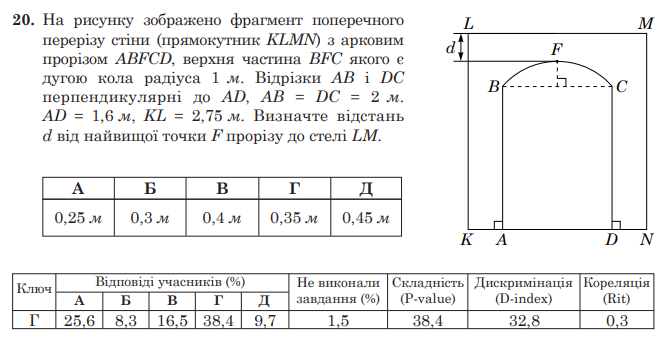 20. На рисунку зображено фрагмент поперечного
перерізу стіни (прямокутник KLMN) з арковим
прорізом ABFCD, верхня частина BFC якого є
дугою кола радіуса 1 м. Відрізки AB і DC
перпендикулярні до AD, AB = DC = 2 м.
AD = 1,6 м, KL = 2,75 м. Визначте відстань
d від найвищої точки F прорізу до стелі LM.
L M
d F
B C
K A D N
А Б В Г Д
0,25 м 0,3 м 0,4 м 0,35 м 0,45 м
Ключ Відповіді учасників (%) Не виконали завдання (%) Складність (P-value) Дискримінація (D-index) Кореляція (Rit)
А Б В Г Д
Г 25,6 8,3 16,5 38,4 9,7 1,5 38,4 32,8 0,3